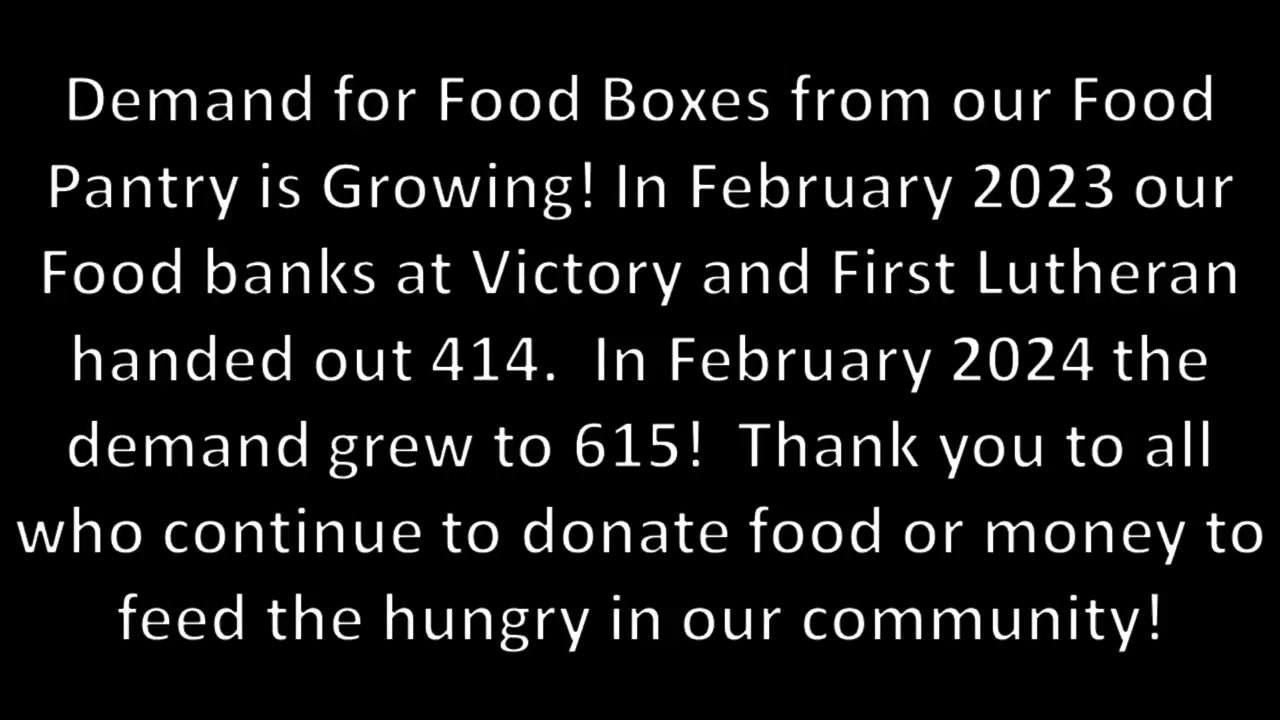 Demand for Food Boxes from our Food
Pantry is Growing! In February 2023 our
Food banks at Victory and First Lutheran
handed out 414.  In February 2024 the
demand grew to 615!  Thank you to all
who continue to donate food or money to
feed the hungry in our community!